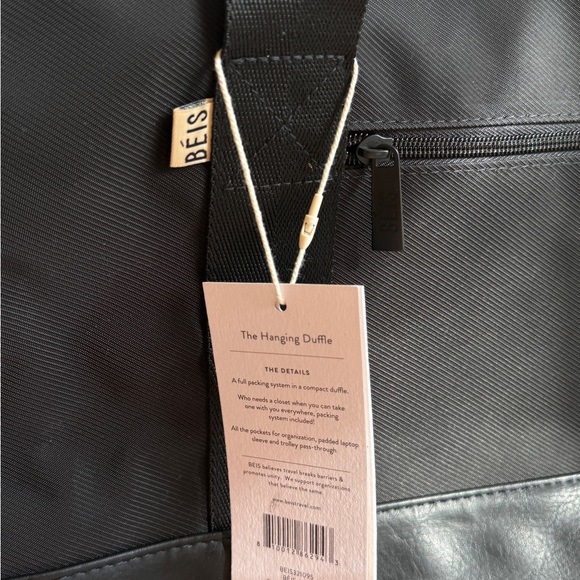 BÉIS
BÉIS
The Hanging Duffle
THE DETAILS
A full packing system in a compact duffle.
Who needs a closet when you can take
one with you everywhere, packing
system included!
All the pockets for organization, padded laptop
sleeve and trolley pass-through.
BÉIS believes travel breaks barriers &
promotes unity. We support organizations
that believe the same.
www.beistravel.com